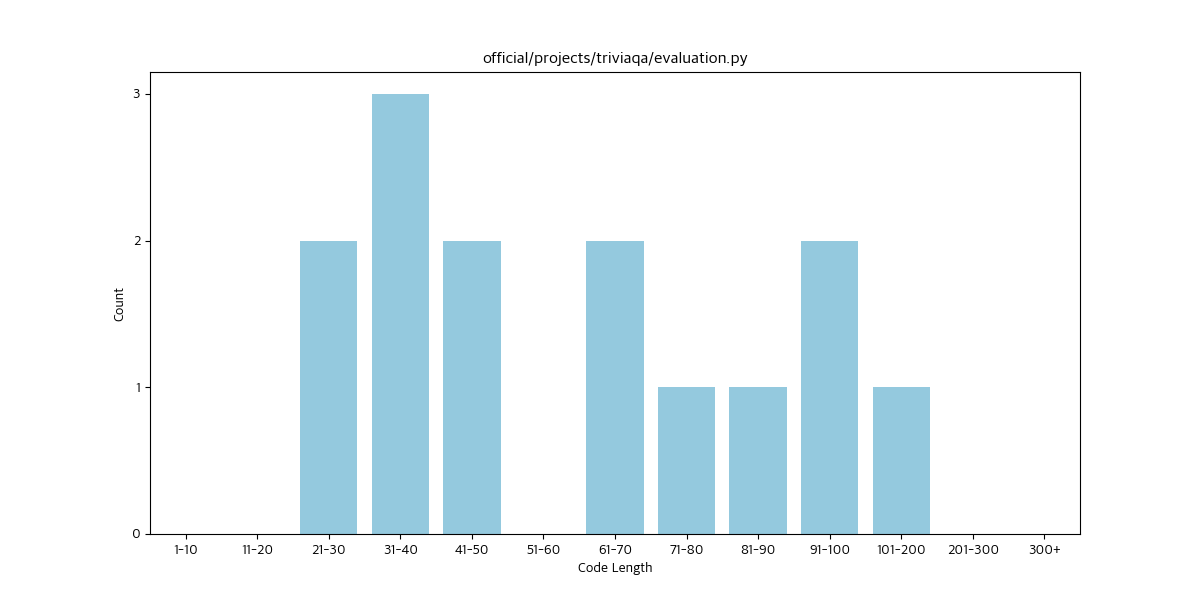 official/projects/triviaqa/evaluation.py
3
2
1
0
Count
1-10 11-20 21-30 31-40 41-50 51-60 61-70 71-80 81-90 91-100 101-200 201-300 300+
Code Length